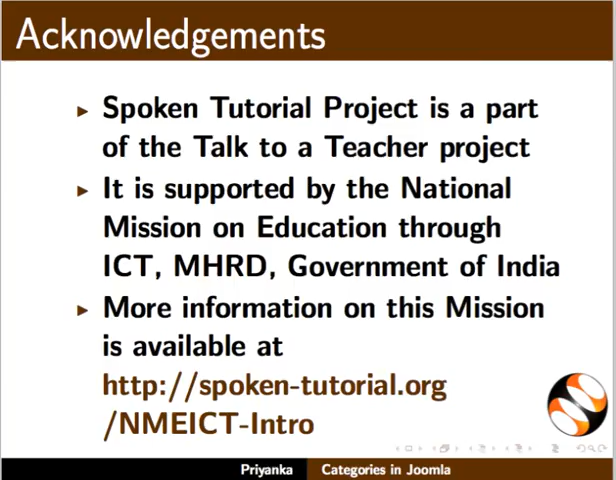 Acknowledgements
Spoken Tutorial Project is a part
of the Talk to a Teacher project
It is supported by the National
Mission on Education through
ICT, MHRD, Government of India
More information on this Mission
is available at
http://spoken-tutorial.org
/NMEICT-Intro
Priyanka Categories in Joomla